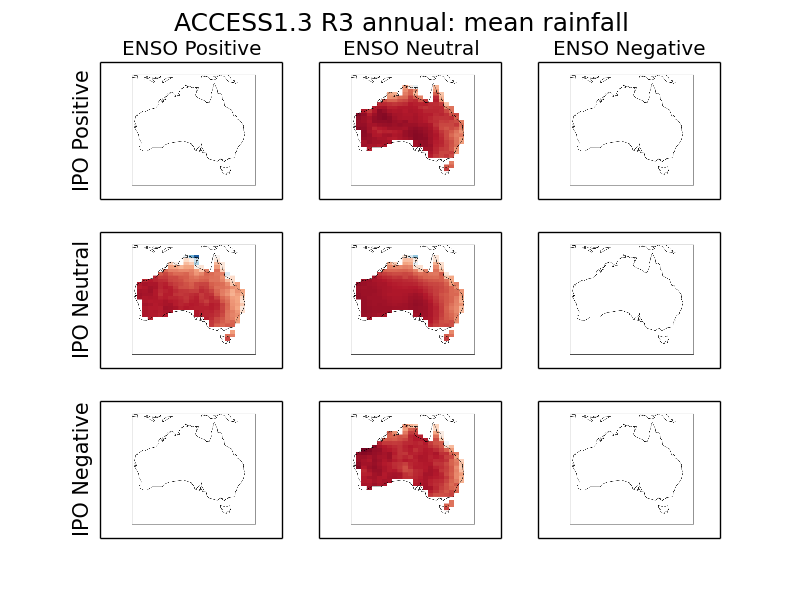 ACCESS1.3 R3 annual: mean rainfall
ENSO Positive ENSO Neutral ENSO Negative
IPO Positive
IPO Neutral
IPO Negative